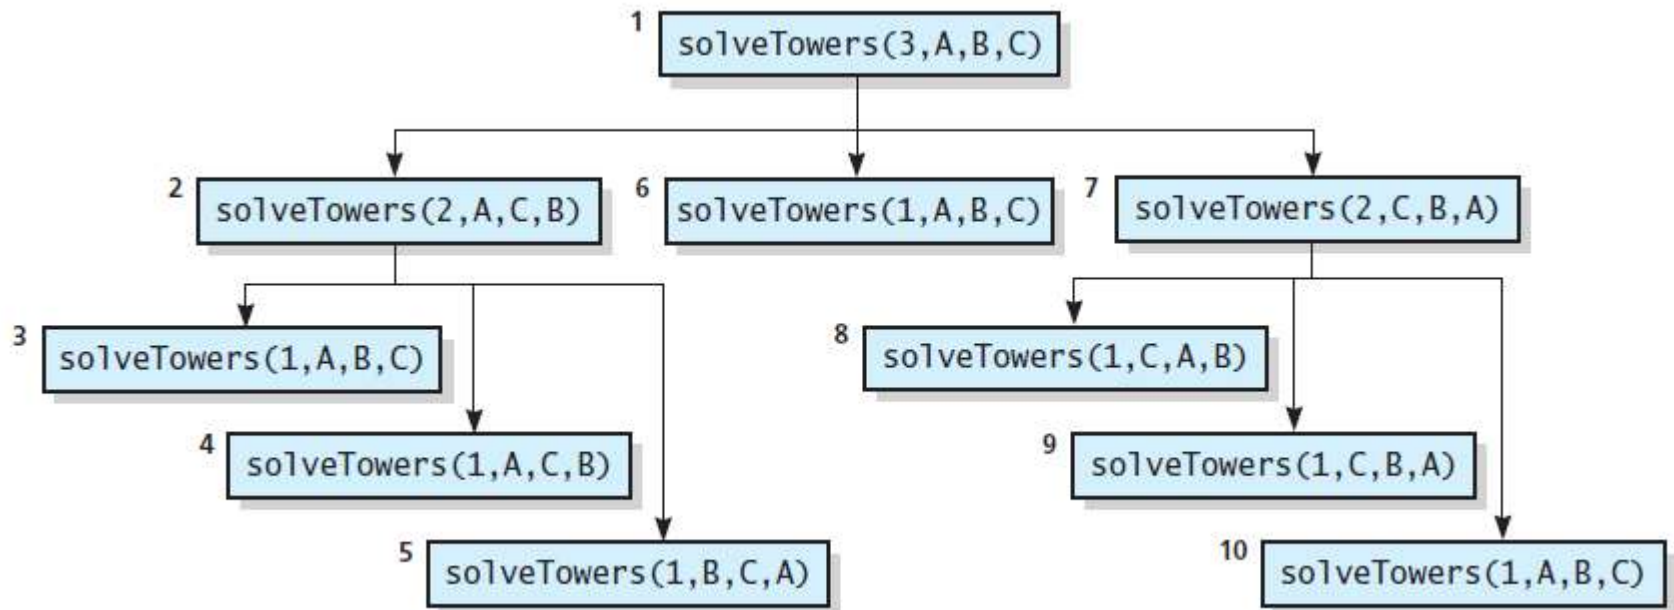 1 solveTowers(3,A,B,C)
2 solveTowers(2,A,C,B)
6 solveTowers(1,A,B,C)
7 solveTowers(2,C,B,A)
3 solveTowers(1,A,B,C)
8 solveTowers(1,C,A,B)
4 solveTowers(1,A,C,B)
9 solveTowers(1,C,B,A)
5 solveTowers(1,B,C,A)
10 solveTowers(1,A,B,C)